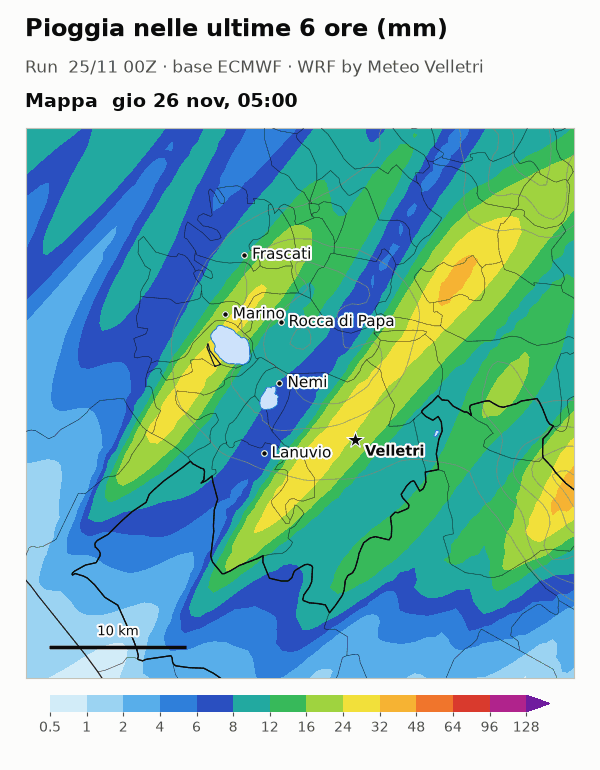 Pioggia nelle ultime 6 ore (mm)
Run 25/11 00Z · base ECMWF · WRF by Meteo Velletri
Mappa gio 26 nov, 05:00
Frascati
Marino
Rocca di Papa
Nemi
Velletri
Lanuvio
10 km
0.5 1 2 4 6 8 12 16 24 32 48 64 96 128